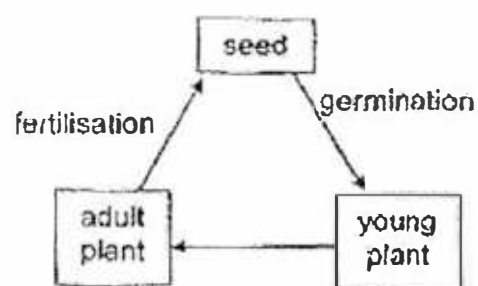 seed
fertilisation
germination
adult
plant
young
plant